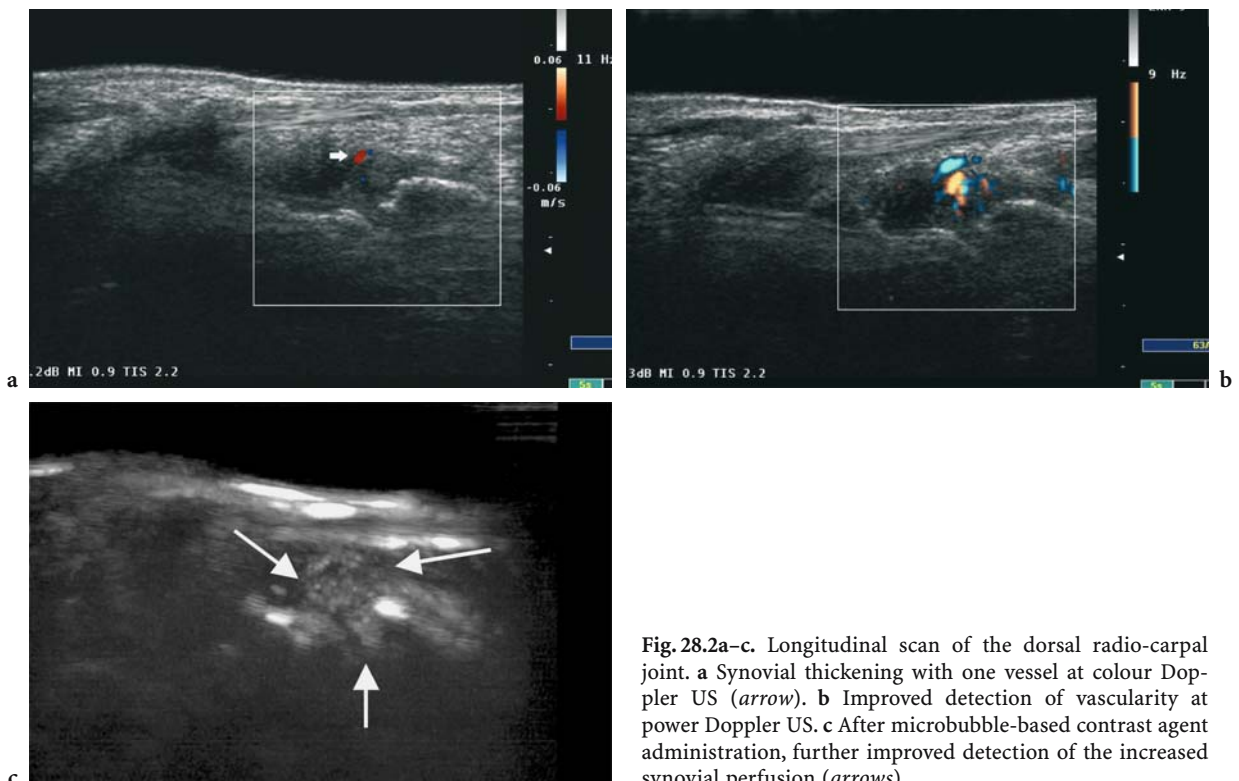 0.06 11 Hz
-0.06
m/s
.2dB MI 0.9 TIS 2.2
5s
a
9 Hz
63
3dB MI 0.9 TIS 2.2
5s
b
c
Fig. 28.2a–c. Longitudinal scan of the dorsal radio-carpal
joint. a Synovial thickening with one vessel at colour Dop-
pler US (arrow). b Improved detection of vascularity at
power Doppler US. c After microbubble-based contrast agent
administration, further improved detection of the increased
synovial perfusion (arrows)